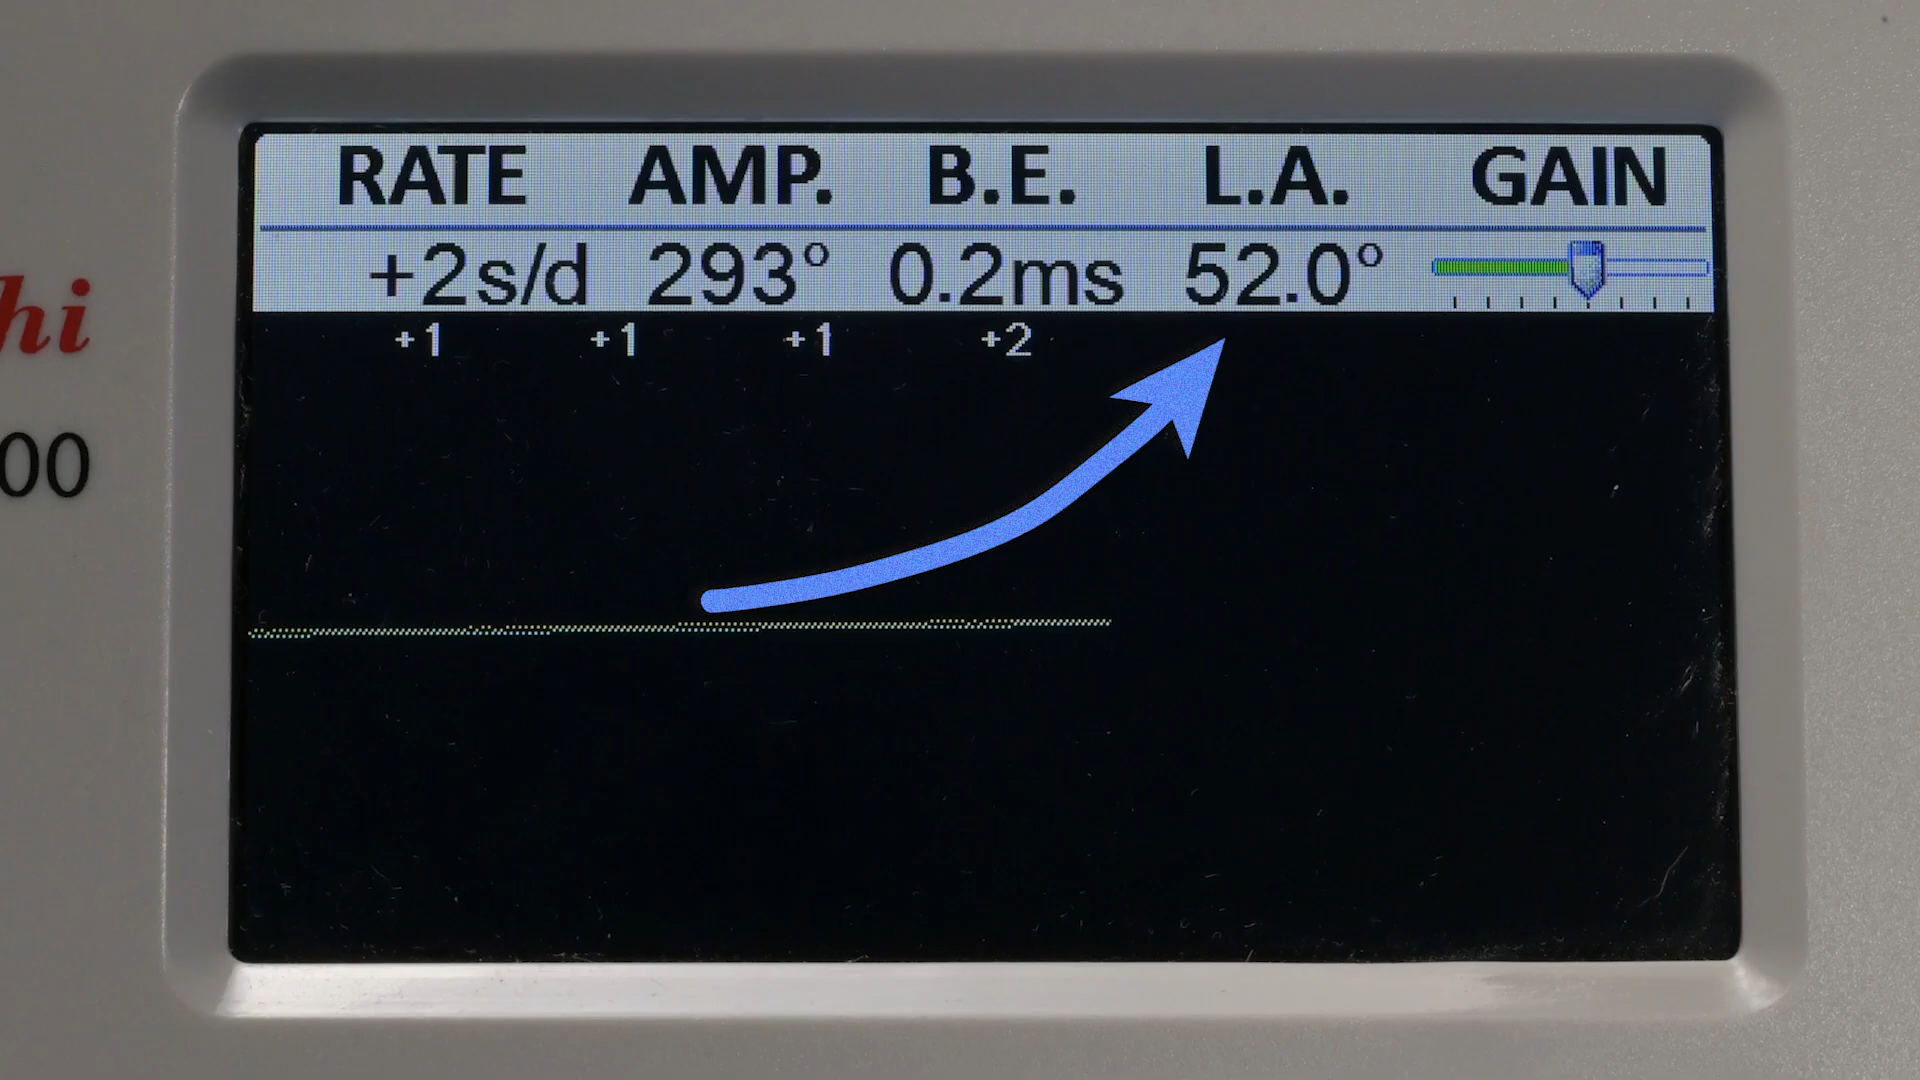 RATE AMP. B.E. L.A. GAIN
+2s/d 293° 0.2ms 52.0°
+1 +1 +1 +2
hi
00